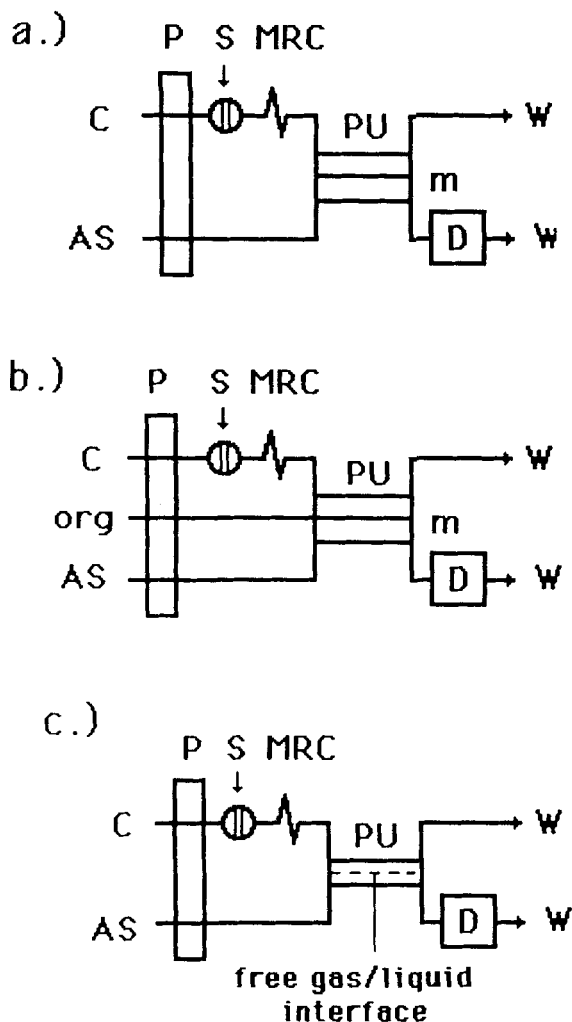 a.)
P S MRC
C PU W
m
AS D W
b.)
P S MRC
C PU W
org m
AS D W
c.)
P S MRC
C PU W
AS D W
free gas/liquid
interface